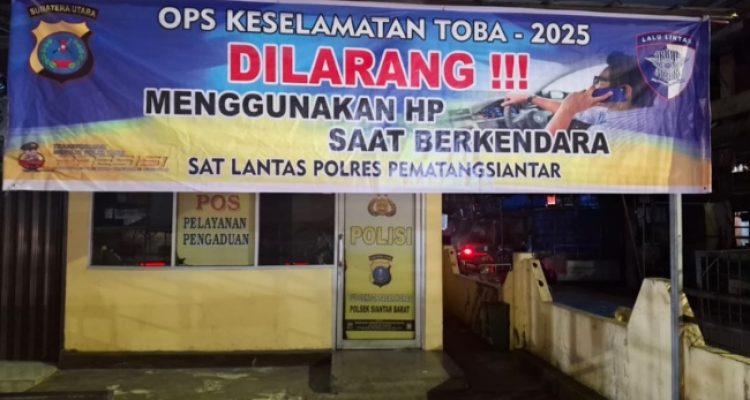 SUMATERA UTARA
OPS KESELAMATAN TOBA - 2025
LALU LINTAS
DILARANG !!!
MENGGUNAKAN HP
SAAT BERKENDARA
SAT LANTAS POLRES PEMATANGSIANTAR
POS
PELAYANAN
PENGADUAN
POLISI
POLSEK SIANTAR BARAT